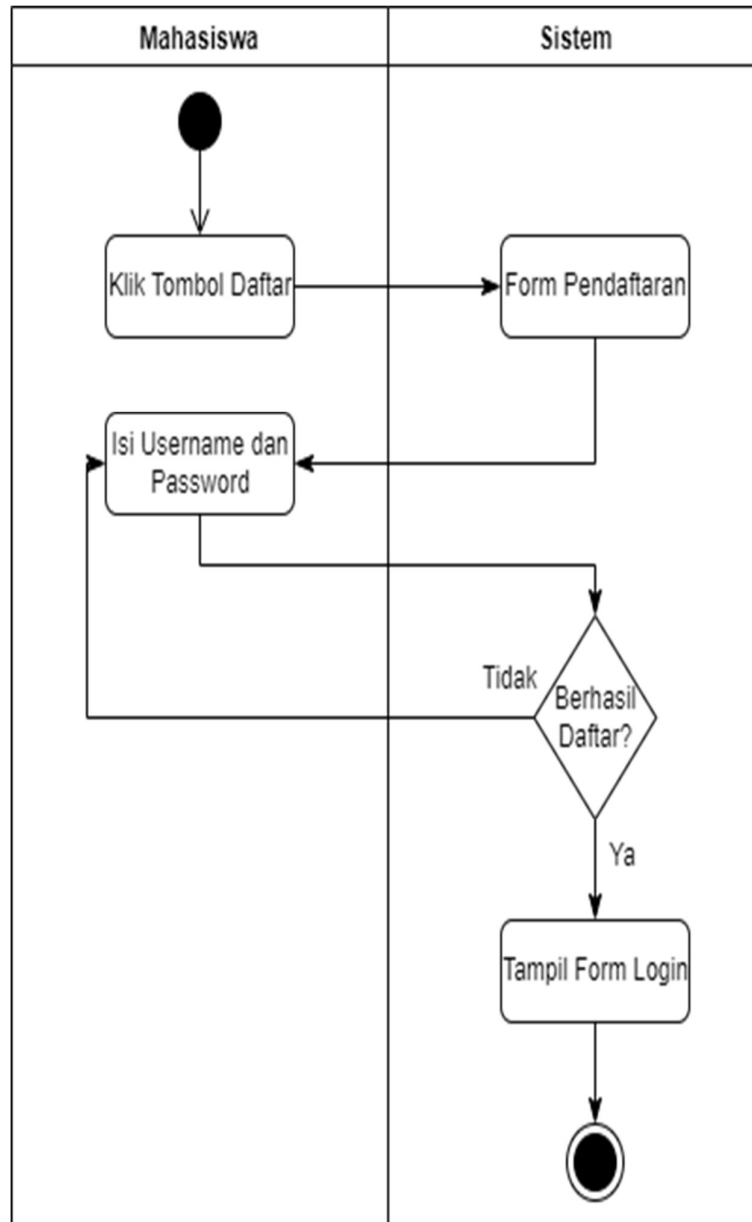 Mahasiswa
Sistem
Klik Tombol Daftar
Form Pendaftaran
Isi Username dan
Password
Tidak
Berhasil
Daftar?
Ya
Tampil Form Login